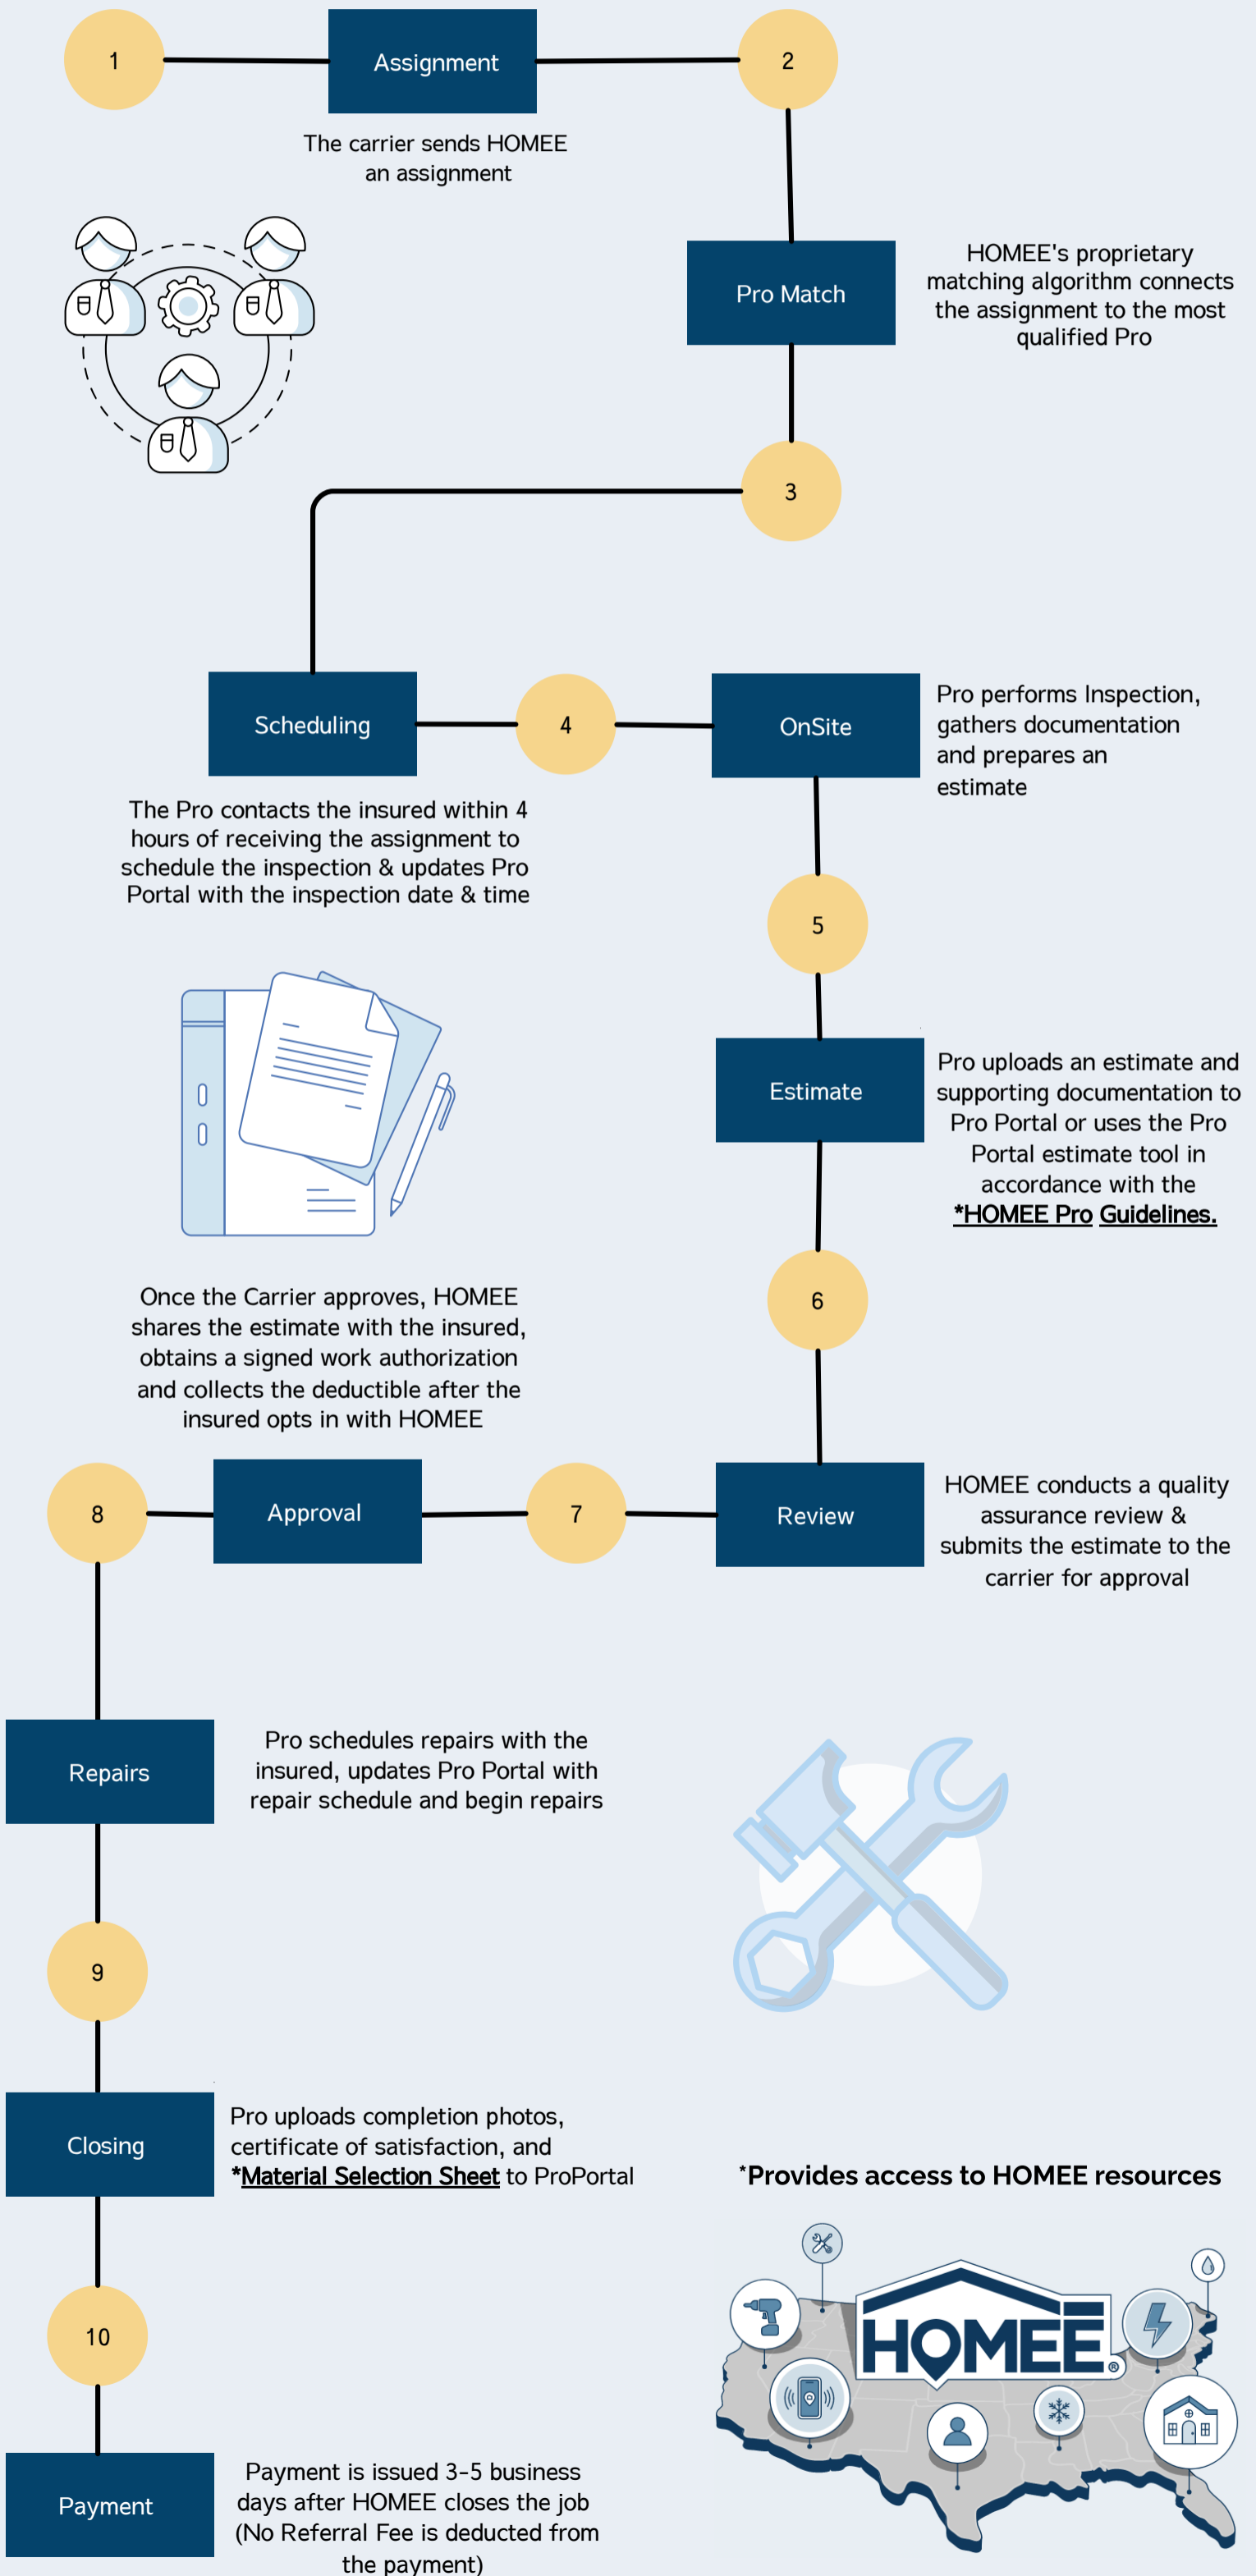 1
Assignment
2
The carrier sends HOMEE
an assignment
Pro Match
HOMEE's proprietary
matching algorithm connects
the assignment to the most
qualified Pro
3
Scheduling
4
OnSite
Pro performs Inspection,
gathers documentation
and prepares an
estimate
The Pro contacts the insured within 4
hours of receiving the assignment to
schedule the inspection & updates Pro
Portal with the inspection date & time
5
Estimate
Pro uploads an estimate and
supporting documentation to
Pro Portal or uses the Pro
Portal estimate tool in
accordance with the
*HOMEE Pro Guidelines.
6
Once the Carrier approves, HOMEE
shares the estimate with the insured,
obtains a signed work authorization
and collects the deductible after the
insured opts in with HOMEE
8
Approval
7
Review
HOMEE conducts a quality
assurance review &
submits the estimate to the
carrier for approval
Repairs
Pro schedules repairs with the
insured, updates Pro Portal with
repair schedule and begin repairs
9
Closing
Pro uploads completion photos,
certificate of satisfaction, and
*Material Selection Sheet to ProPortal
*Provides access to HOMEE resources
HOMEE®
10
Payment
Payment is issued 3-5 business
days after HOMEE closes the job
(No Referral Fee is deducted from
the payment)